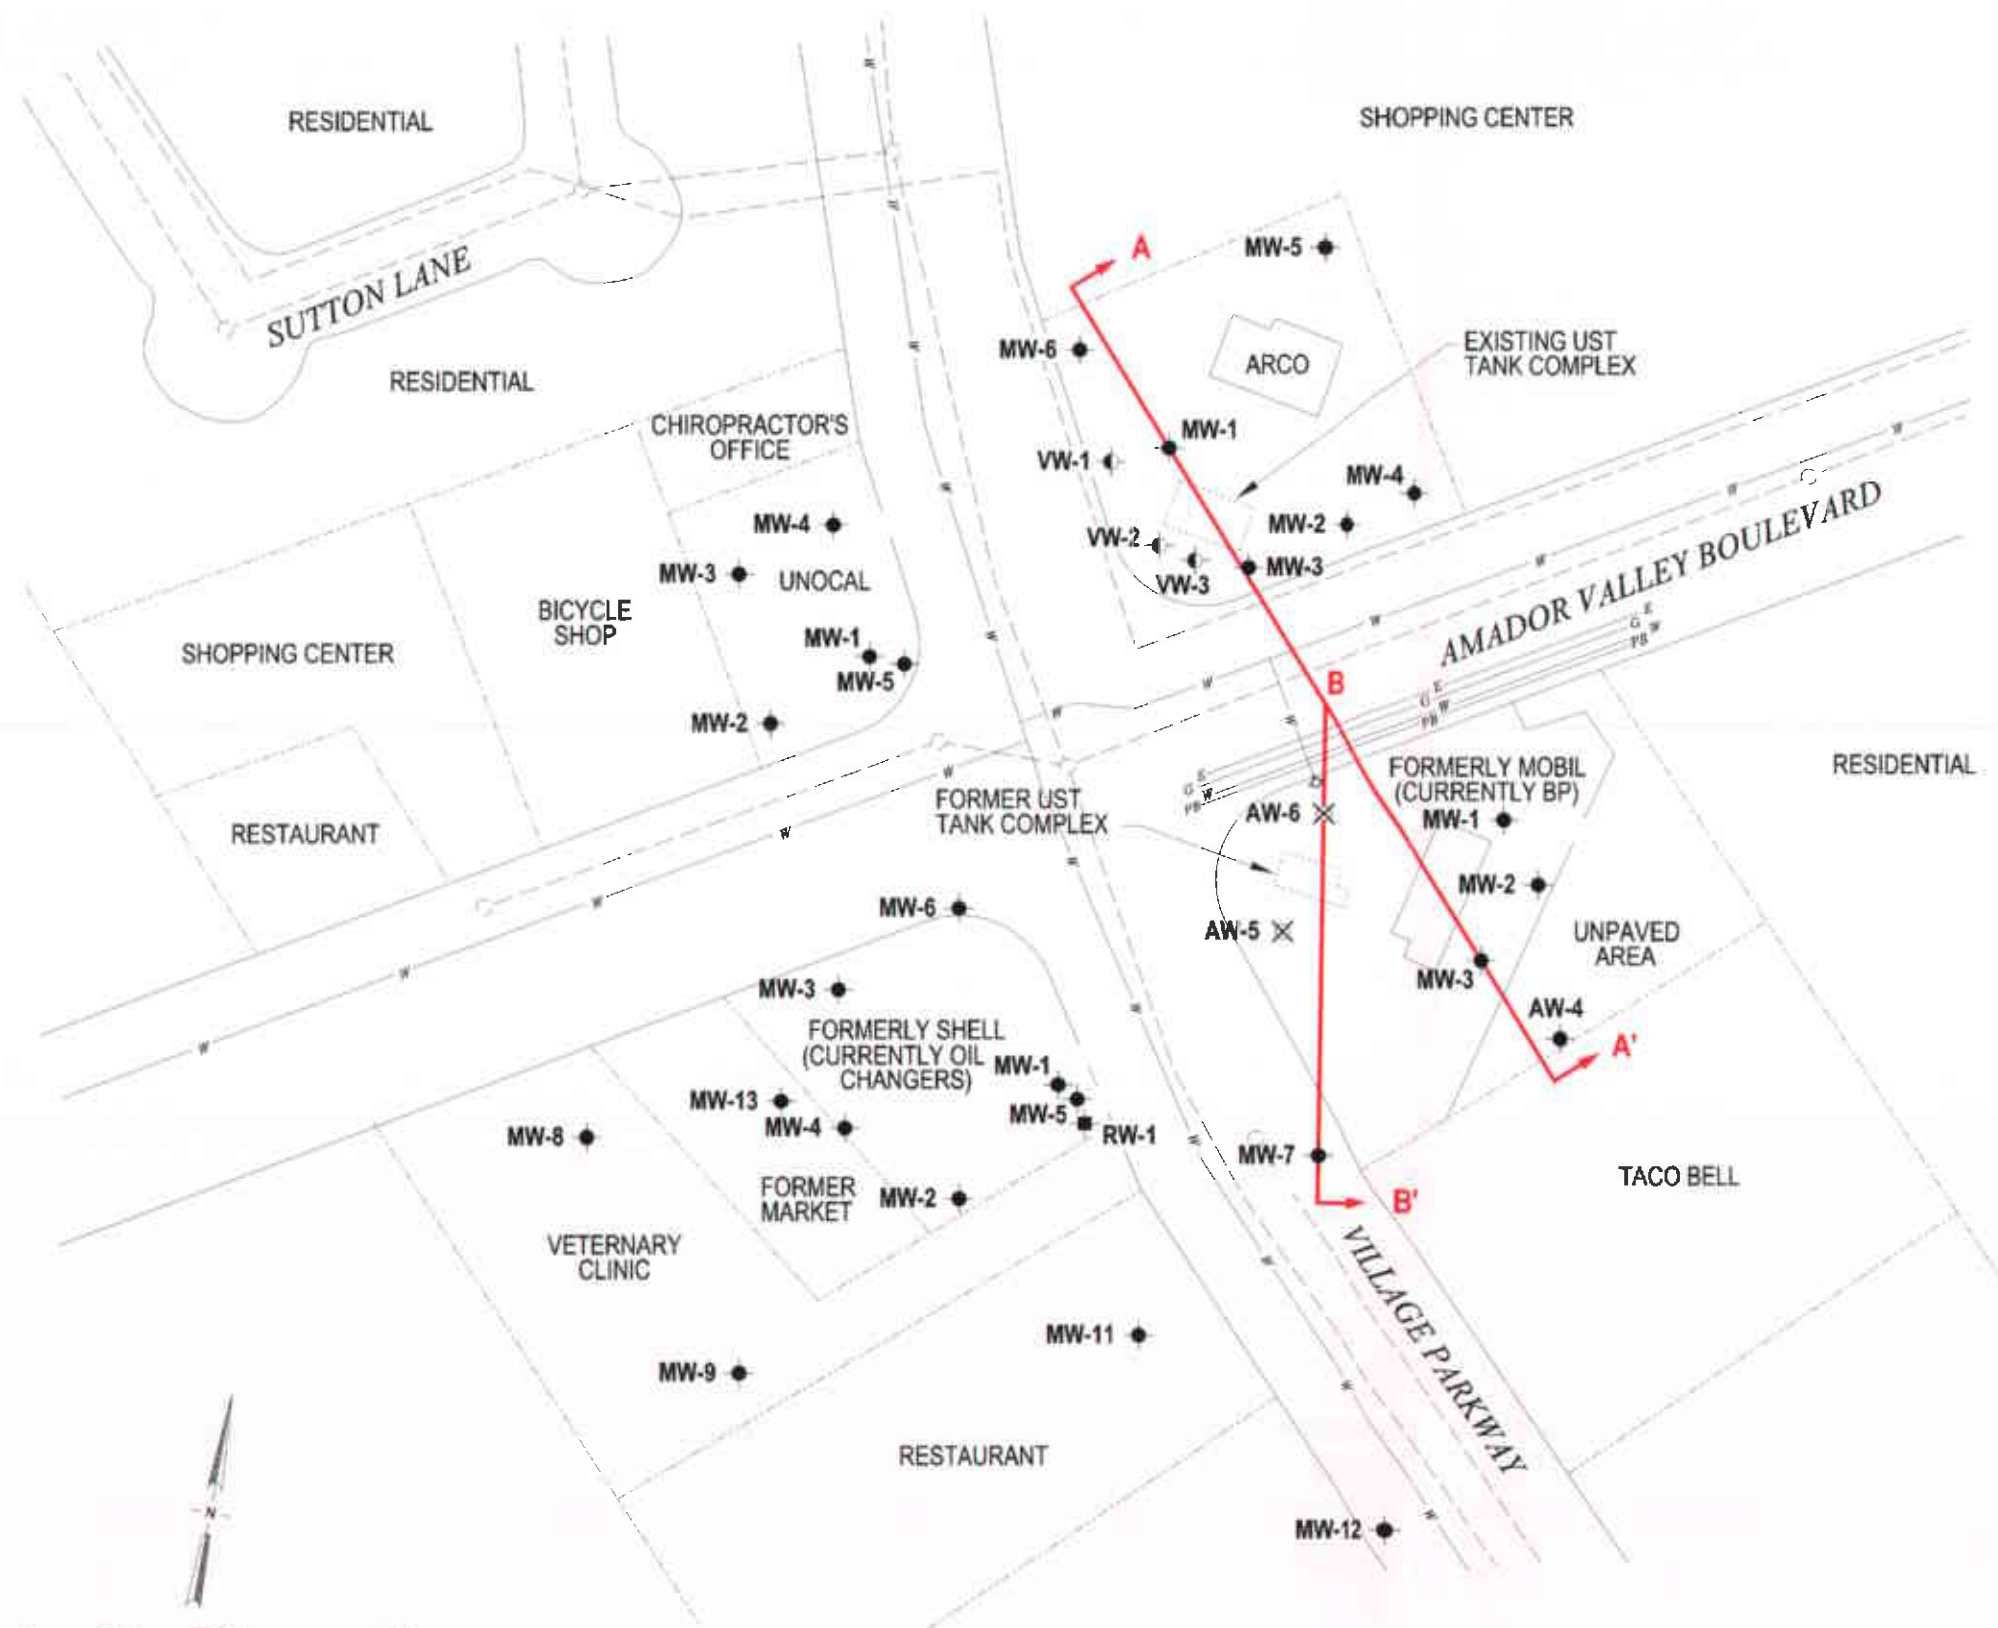 RESIDENTIAL
SHOPPING CENTER
W
W
SUTTON LANE
A
MW-5
MW-6
ARCO
EXISTING UST
TANK COMPLEX
W
RESIDENTIAL
CHIROPRACTOR'S
OFFICE
MW-1
VW-1
MW-4
W
W
W
MW-4
MW-2
VW-2
MW-3
VW-3
MW-3
UNOCAL
W
AMADOR VALLEY BOULEVARD
BICYCLE
SHOP
MW-1
MW-5
W
W
SHOPPING CENTER
E
G
W
PB
MW-2
W
W
B
E
G
W
PB
W
RESTAURANT
W
W
FORMER UST
TANK COMPLEX
E
G
W
PB
FORMERLY MOBIL
(CURRENTLY BP)
RESIDENTIAL
AW-6
MW-1
W
W
MW-2
MW-6
AW-5
UNPAVED
AREA
W
MW-3
MW-3
W
AW-4
W
FORMERLY SHELL
(CURRENTLY OIL
CHANGERS)
MW-1
A'
MW-13
MW-5
MW-4
RW-1
MW-8
W
MW-7
TACO BELL
FORMER
MARKET
MW-2
B'
VETERNARY
CLINIC
W
VILLAGE PARKWAY
MW-11
MW-9
W
RESTAURANT
N
W
MW-12